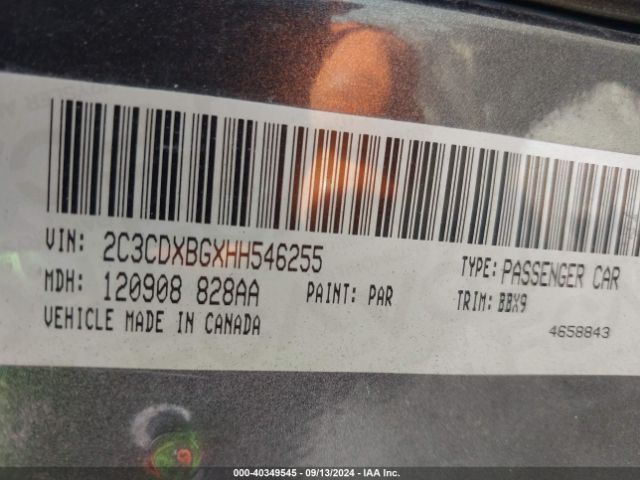 VIN: 2C3CDXBGXHH546255
TYPE: PASSENGER CAR
MDH: 120908 828AA
PAINT: PAR
TRIM: BBX9
VEHICLE MADE IN CANADA
4658843
000-40349545 - 09/13/2024 - IAA Inc.